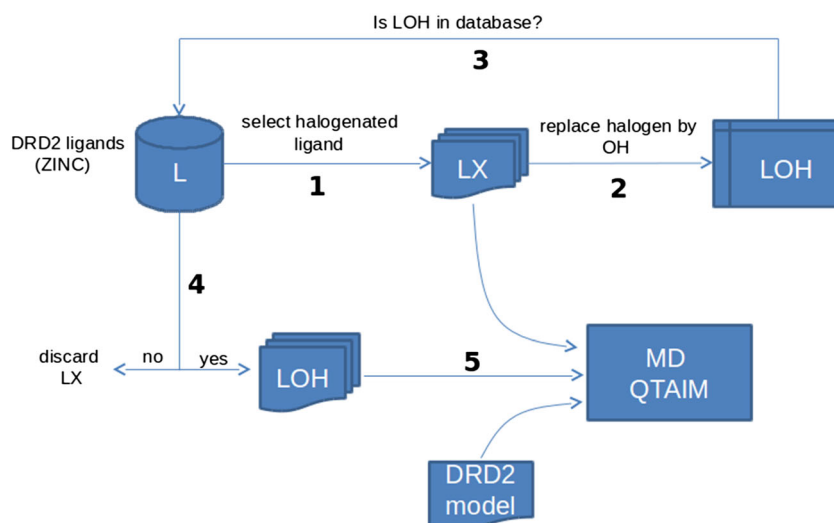 Is LOH in database?
3
DRD2 ligands
(ZINC)
L
select halogenated
ligand
1
LX
replace halogen by
OH
2
LOH
4
discard
LX
no
yes
LOH
5
MD
QTAIM
DRD2
model